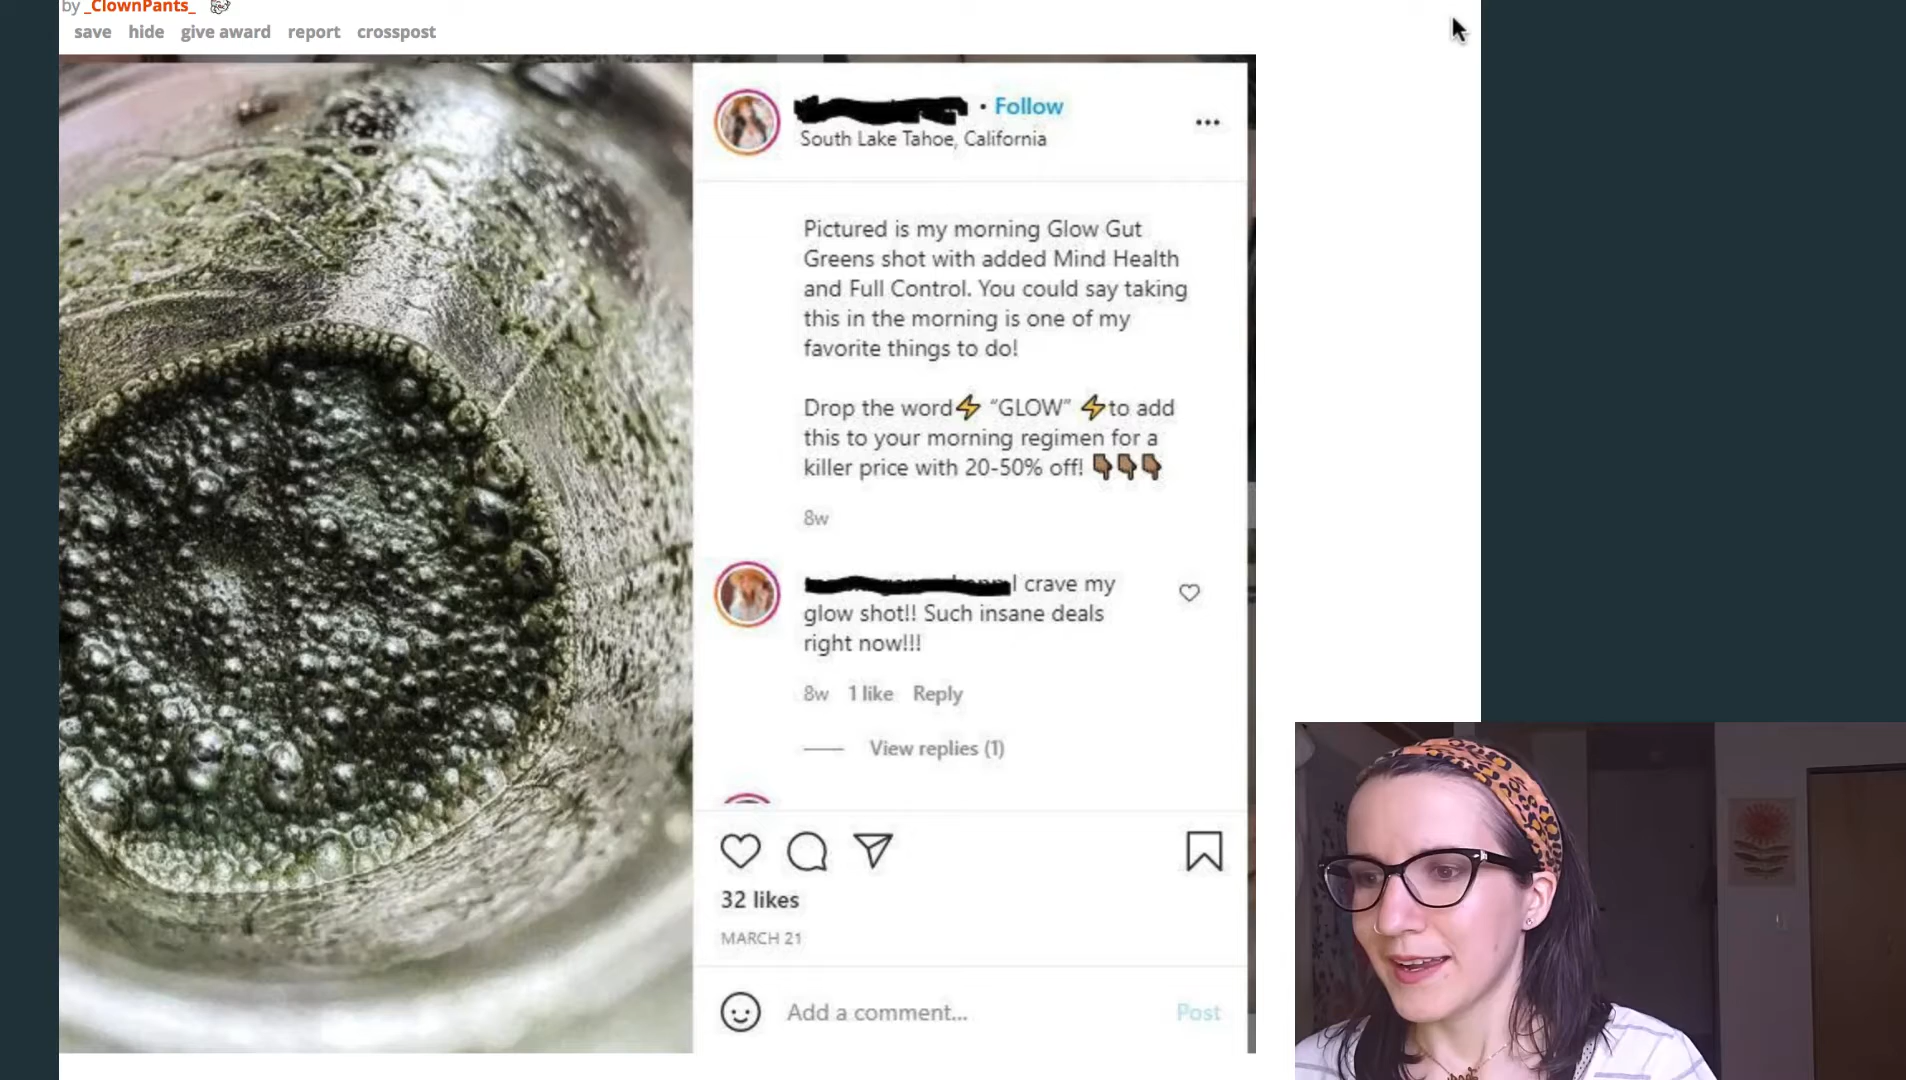 by _ClownPants_
save hide give award report crosspost
• Follow
South Lake Tahoe, California
Pictured is my morning Glow Gut
Greens shot with added Mind Health
and Full Control. You could say taking
this in the morning is one of my
favorite things to do!
Drop the word⚡ “GLOW” ⚡to add
this to your morning regimen for a
killer price with 20-50% off! 👇🏾👇🏾👇🏾
8w
I crave my
glow shot!! Such insane deals
right now!!!
8w 1 like Reply
View replies (1)
32 likes
MARCH 21
Add a comment... Post